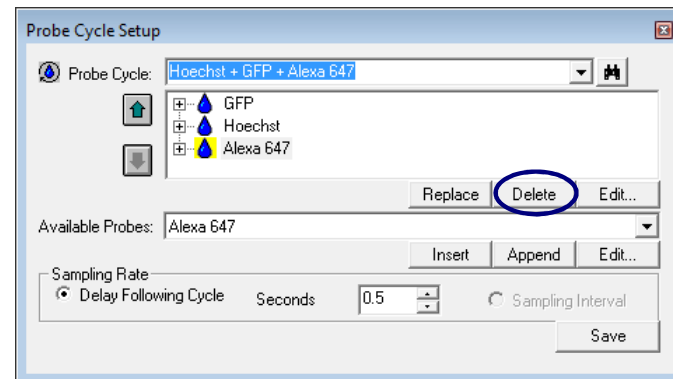 Probe Cycle Setup
Probe Cycle: Hoechst + GFP + Alexa 647
GFP
Hoechst
Alexa 647
Replace Delete Edit...
Available Probes: Alexa 647
Insert Append Edit...
Sampling Rate
Delay Following Cycle Seconds 0.5 Sampling Interval
Save